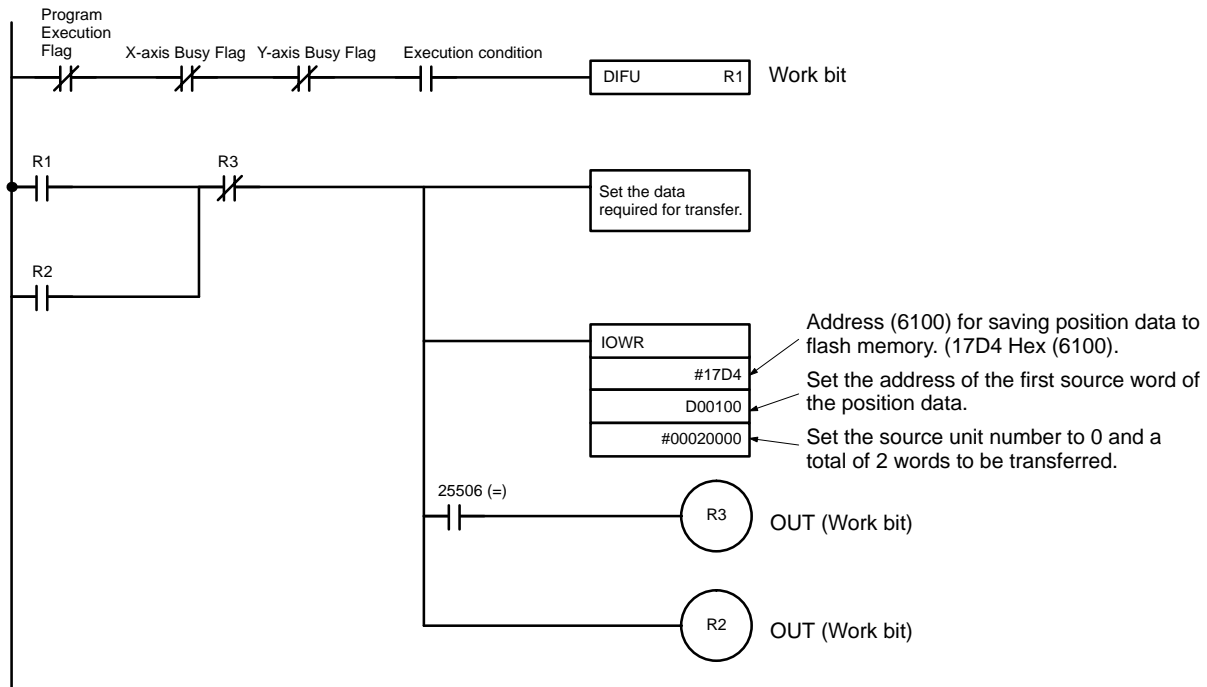 Program
Execution
Flag
X-axis Busy Flag
Y-axis Busy Flag
Execution condition
DIFU R1
Work bit
R1
R3
Set the data
required for transfer.
R2
IOWR
#17D4
D00100
#00020000
Address (6100) for saving position data to
flash memory. (17D4 Hex (6100).
Set the address of the first source word of
the position data.
Set the source unit number to 0 and a
total of 2 words to be transferred.
25506 (=)
R3
OUT (Work bit)
R2
OUT (Work bit)